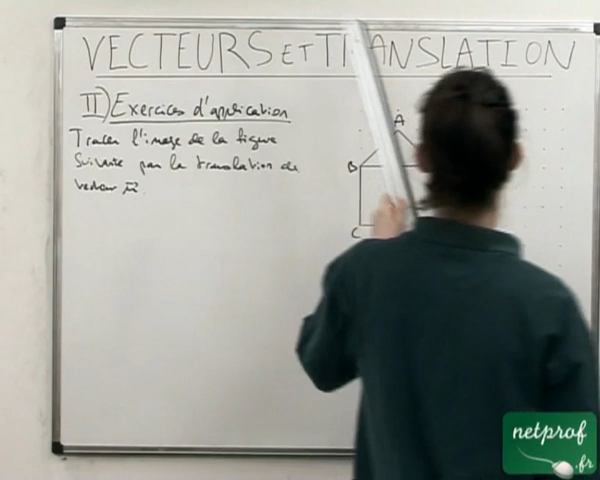 VECTEURS ET TRANSLATION
II) Exercices d'application
Tracer l'image de la figure
suivante par la translation de
vecteur u.
A
B
C
netprof
.fr